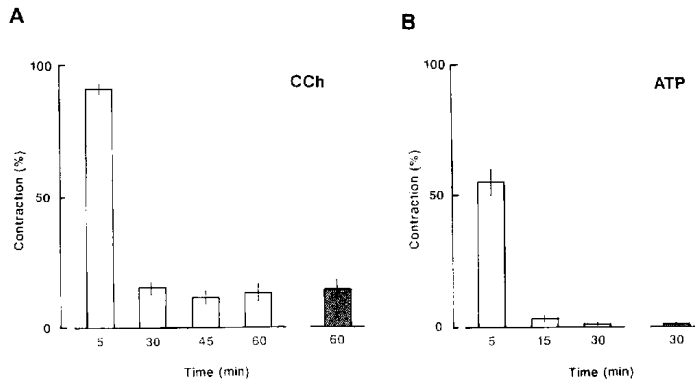 A
100
50
0
Contraction (%)
CCh
5 30 45 60 60
Time (min)
B
100
50
0
Contraction (%)
ATP
5 15 30 30
Time (min)